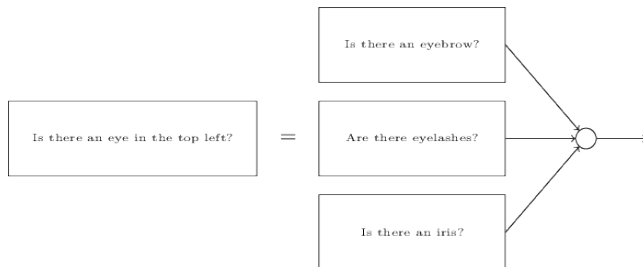 Is there an eyebrow?
Is there an eye in the top left?
=
Are there eyelashes?
Is there an iris?